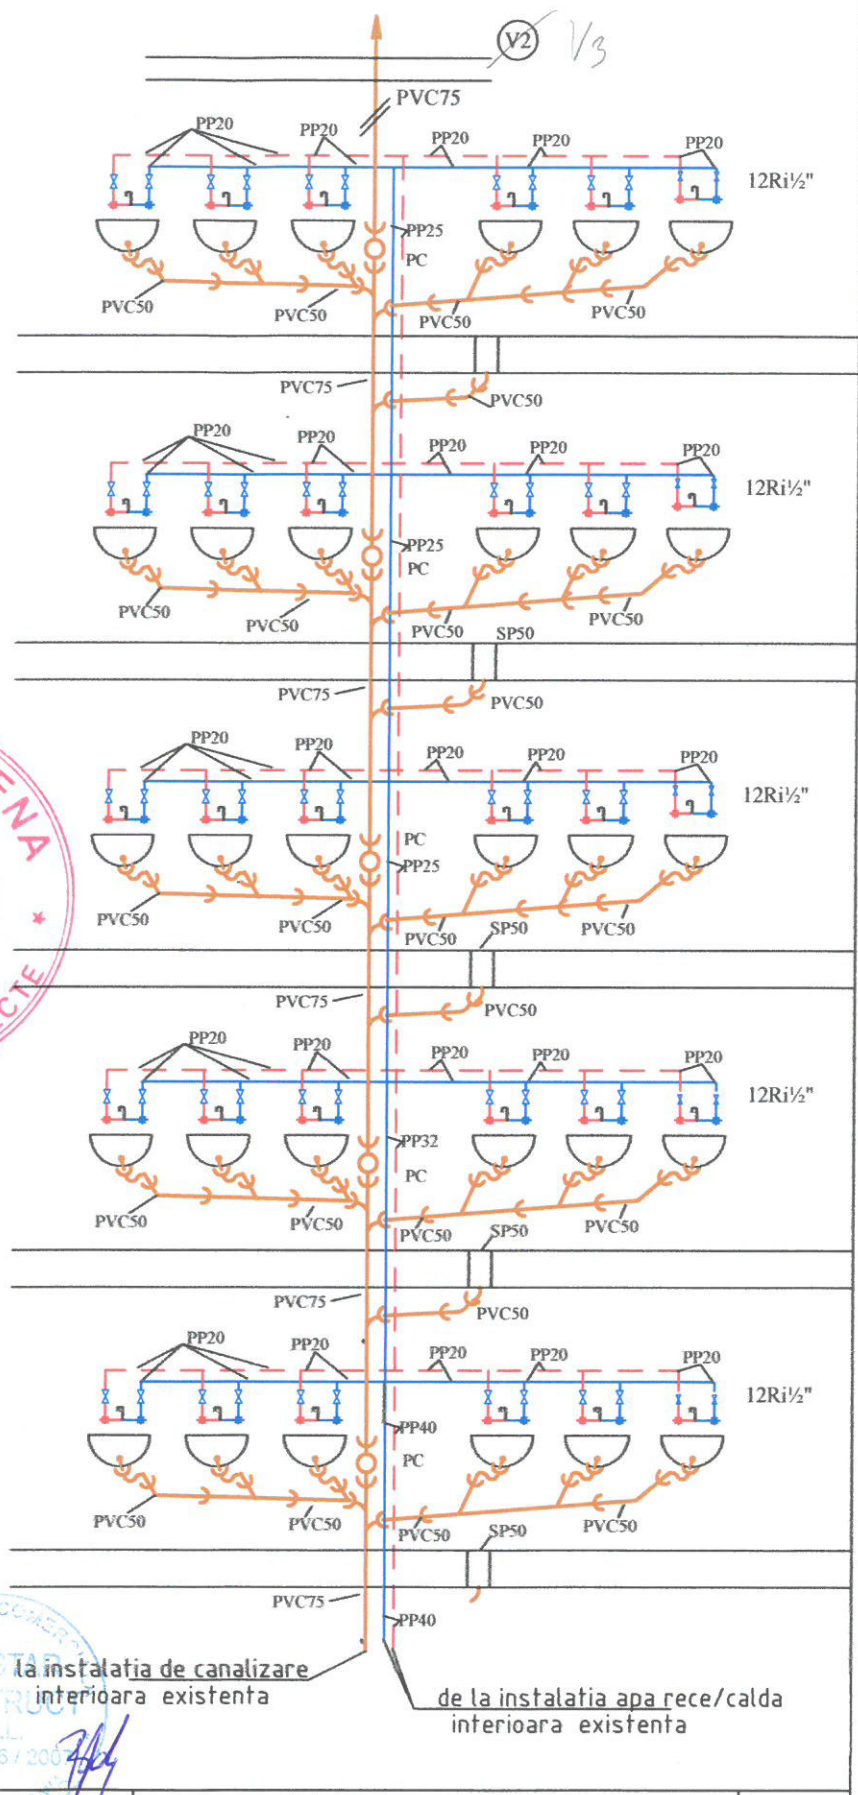 V2 V3
PVC75
PP20 PP20 PP20 PP20 PP20
12Ri½"
PP25
PC
PVC50 PVC50 PVC50 PVC50
PVC75 PVC50
PP20 PP20 PP20 PP20 PP20
12Ri½"
PP25
PC
PVC50 PVC50 PVC50 PVC50
SP50
PVC75 PVC50
PP20 PP20 PP20 PP20 PP20
12Ri½"
PC
PP25
PVC50 PVC50 PVC50 PVC50
SP50
PVC75 PVC50
PP20 PP20 PP20 PP20 PP20
12Ri½"
PP32
PC
PVC50 PVC50 PVC50 PVC50
SP50
PVC75 PVC50
PP20 PP20 PP20 PP20 PP20
12Ri½"
PP40
PC
PVC50 PVC50 PVC50 PVC50
SP50
PVC75
PP40
la instalatia de canalizare
interioara existenta
de la instalatia apa rece/calda
interioara existenta